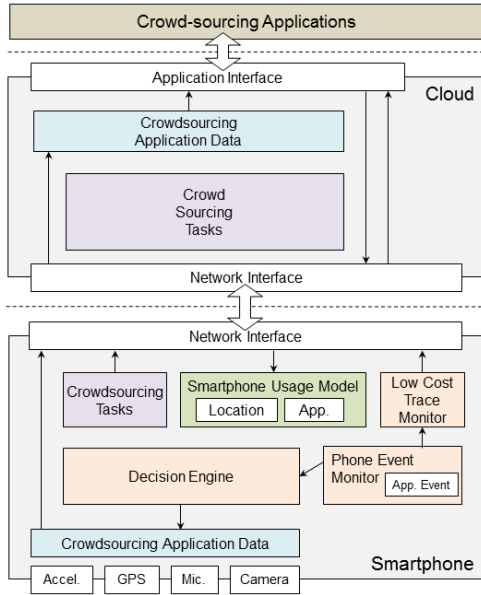 Crowd-sourcing Applications
Application Interface
Cloud
Crowdsourcing
Application Data
Crowd
Sourcing
Tasks
Network Interface
Network Interface
Crowdsourcing
Tasks
Smartphone Usage Model
Location
App.
Low Cost
Trace
Monitor
Decision Engine
Phone Event
Monitor
App. Event
Crowdsourcing Application Data
Smartphone
Accel.
GPS
Mic.
Camera